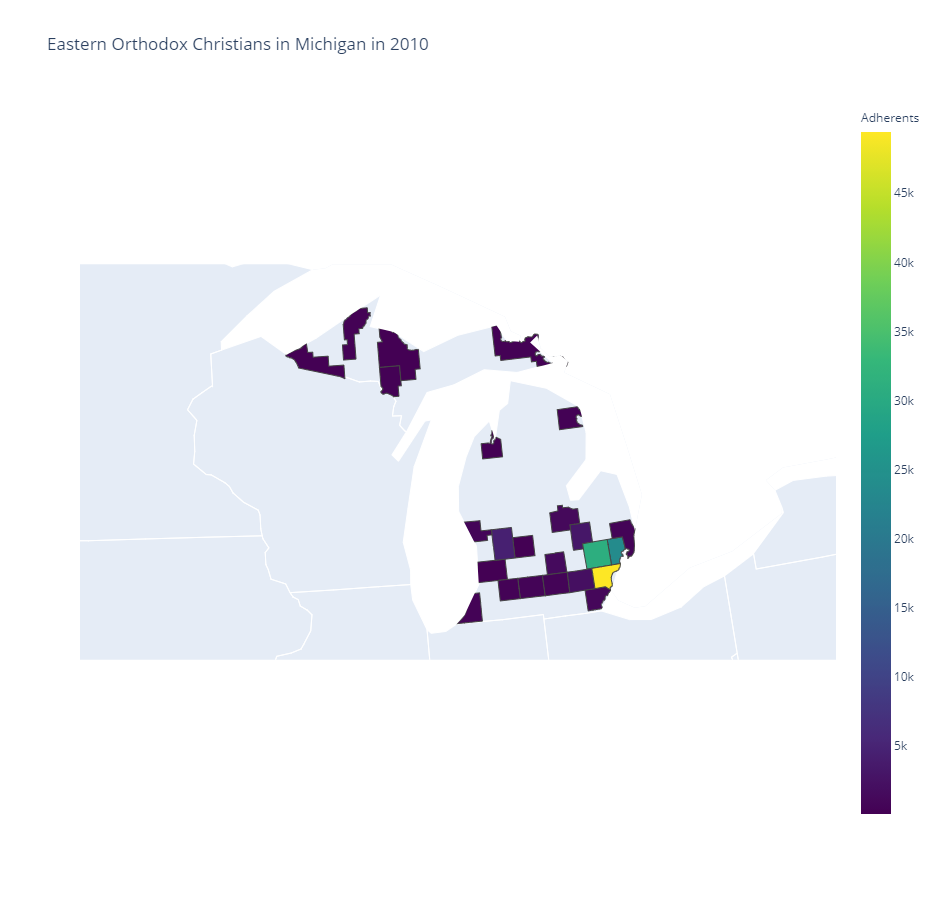 Eastern Orthodox Christians in Michigan in 2010
Adherents
45k
40k
35k
30k
25k
20k
15k
10k
5k